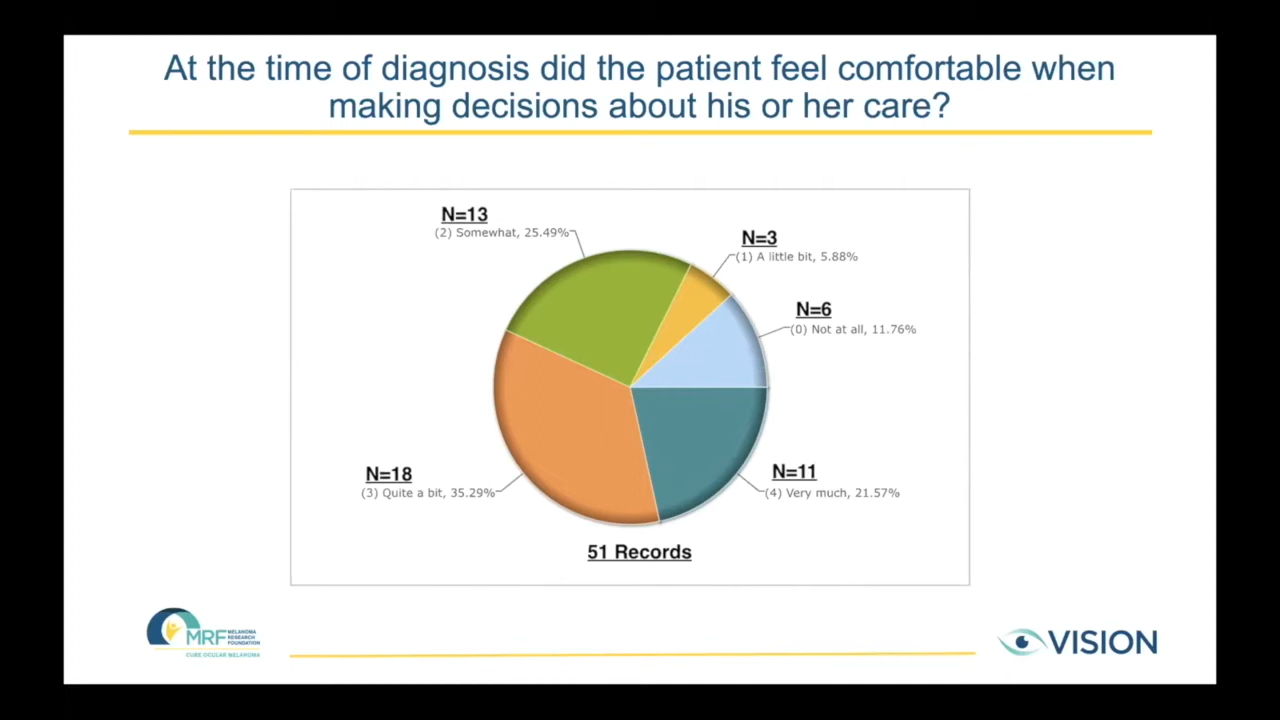 At the time of diagnosis did the patient feel comfortable when
making decisions about his or her care?
N=13
(2) Somewhat, 25.49%
N=3
(1) A little bit, 5.88%
N=6
(0) Not at all, 11.76%
N=18
(3) Quite a bit, 35.29%
N=11
(4) Very much, 21.57%
51 Records
MRF
MELANOMA
RESEARCH
FOUNDATION
CURE OCULAR MELANOMA
VISION